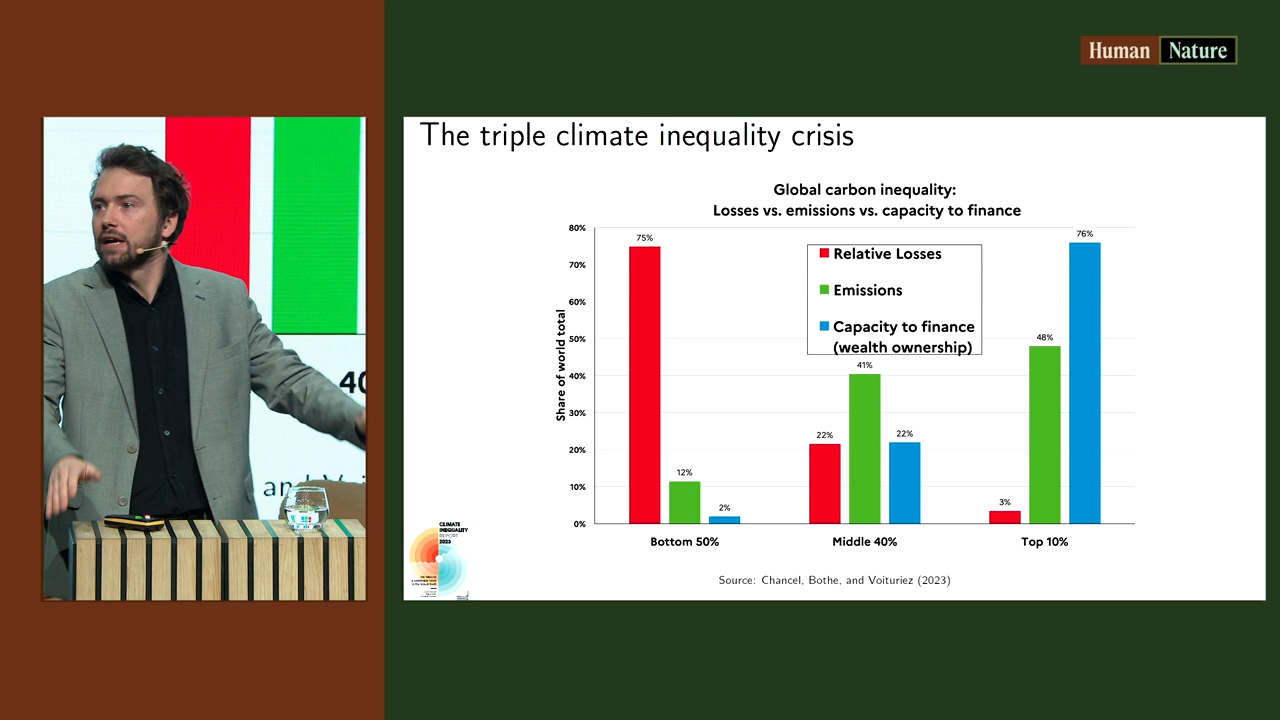 Human Nature
The triple climate inequality crisis
Global carbon inequality:
Losses vs. emissions vs. capacity to finance
Share of world total
80%
70%
60%
50%
40%
30%
20%
10%
0%
Relative Losses
Emissions
Capacity to finance
(wealth ownership)
75%
12%
2%
22%
41%
22%
3%
48%
76%
Bottom 50%
Middle 40%
Top 10%
Source: Chancel, Bothe, and Voituriez (2023)
CLIMATE
INEQUALITY
REPORT
2023
40
and